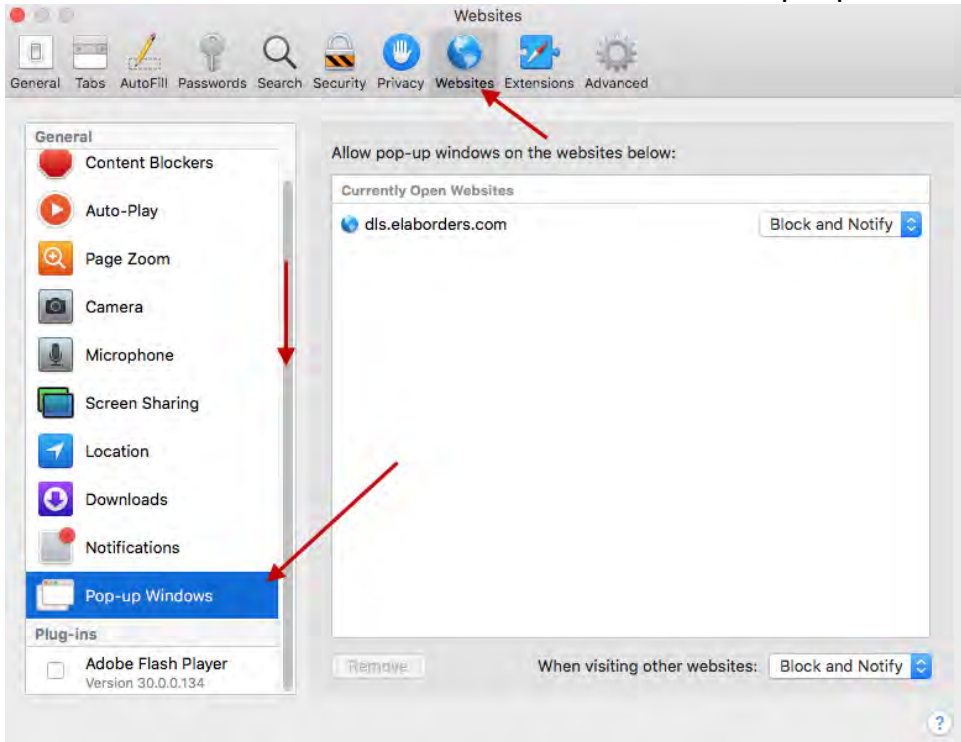 Websites
General Tabs AutoFill Passwords Search Security Privacy Websites Extensions Advanced
General
Content Blockers
Auto-Play
Page Zoom
Camera
Microphone
Screen Sharing
Location
Downloads
Notifications
Pop-up Windows
Plug-ins
Adobe Flash Player
Version 30.0.0.134
Allow pop-up windows on the websites below:
Currently Open Websites
dls.elaborders.com Block and Notify
Remove When visiting other websites: Block and Notify
?